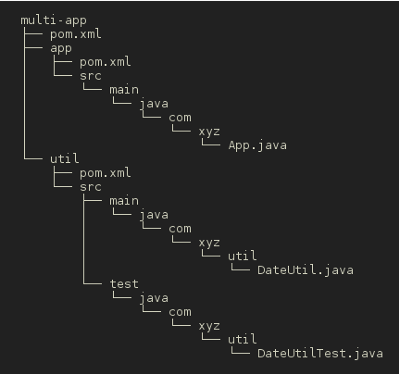 multi-app
pom.xml
app
pom.xml
src
main
java
com
xyz
App.java
util
pom.xml
src
main
java
com
xyz
util
DateUtil.java
test
java
com
xyz
util
DateUtilTest.java